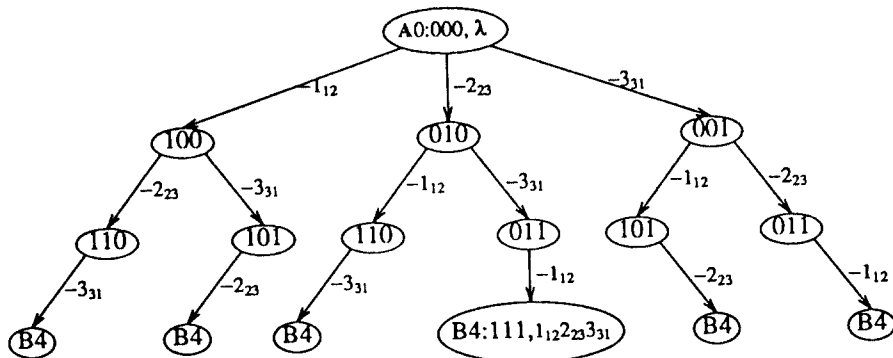 A0:000, λ
−1₁₂ −2₂₃ −3₃₁
100 010 001
−2₂₃ −3₃₁ −1₁₂ −3₃₁ −1₁₂ −2₂₃
110 101 110 011 101 011
−3₃₁ −2₂₃ −3₃₁ −1₁₂ −2₂₃ −1₁₂
B4 B4 B4 B4:111,1₁₂2₂₃3₃₁ B4 B4